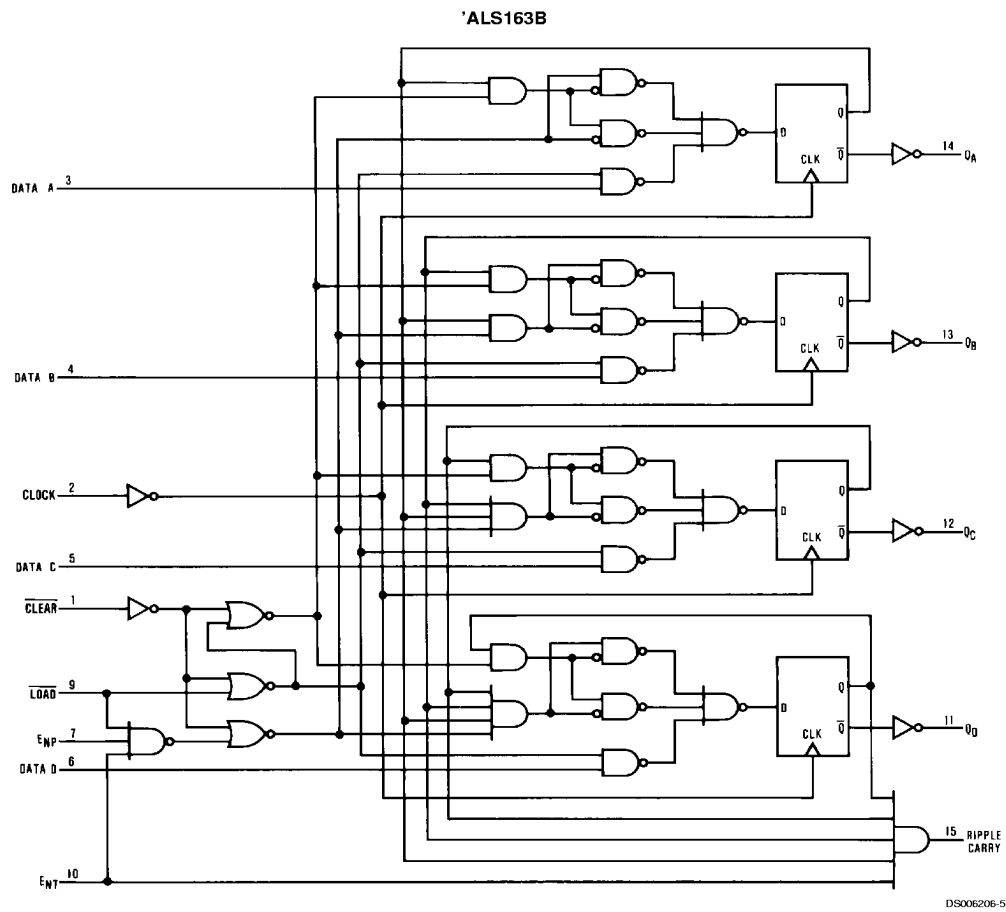 'ALS163B
DATA A 3
D
Q
CLK
Q
14 QA
DATA B 4
D
Q
CLK
Q
13 QB
CLOCK 2
D
Q
CLK
Q
12 QC
DATA C 5
CLEAR 1
LOAD 9
ENP 7
DATA D 6
D
Q
CLK
Q
11 QD
15 RIPPLE
CARRY
ENT 10
DS006206-5